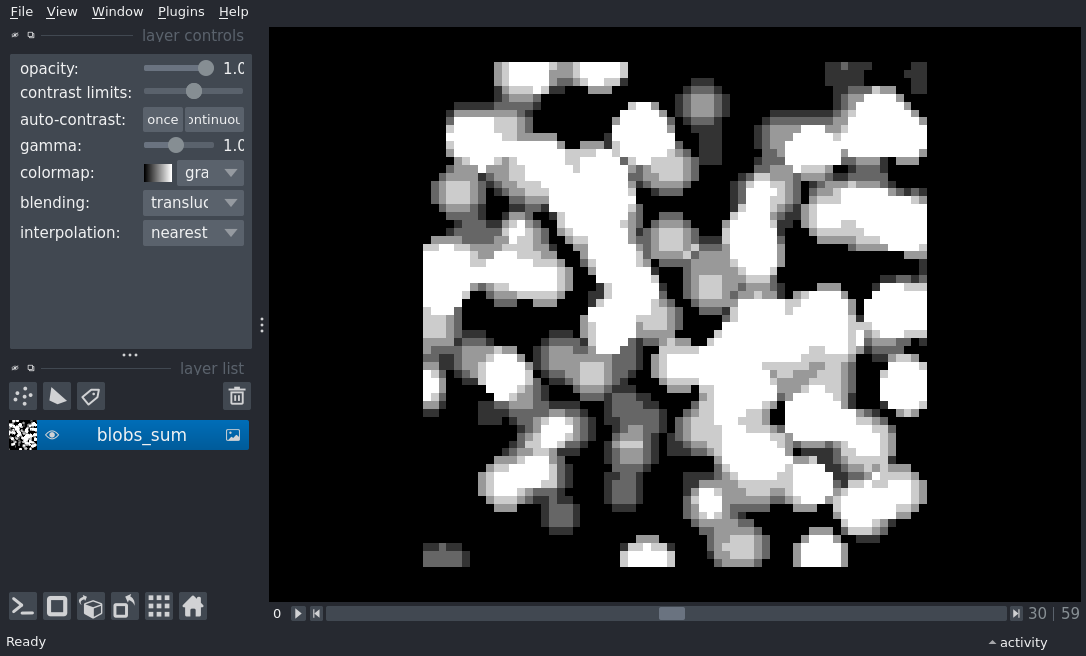 File View Window Plugins Help
layer controls
opacity: 1.0
contrast limits:
auto-contrast: once ontinuou
gamma: 1.0
colormap: gra
blending: transluc
interpolation: nearest
layer list
blobs_sum
0 30 | 59
Ready activity